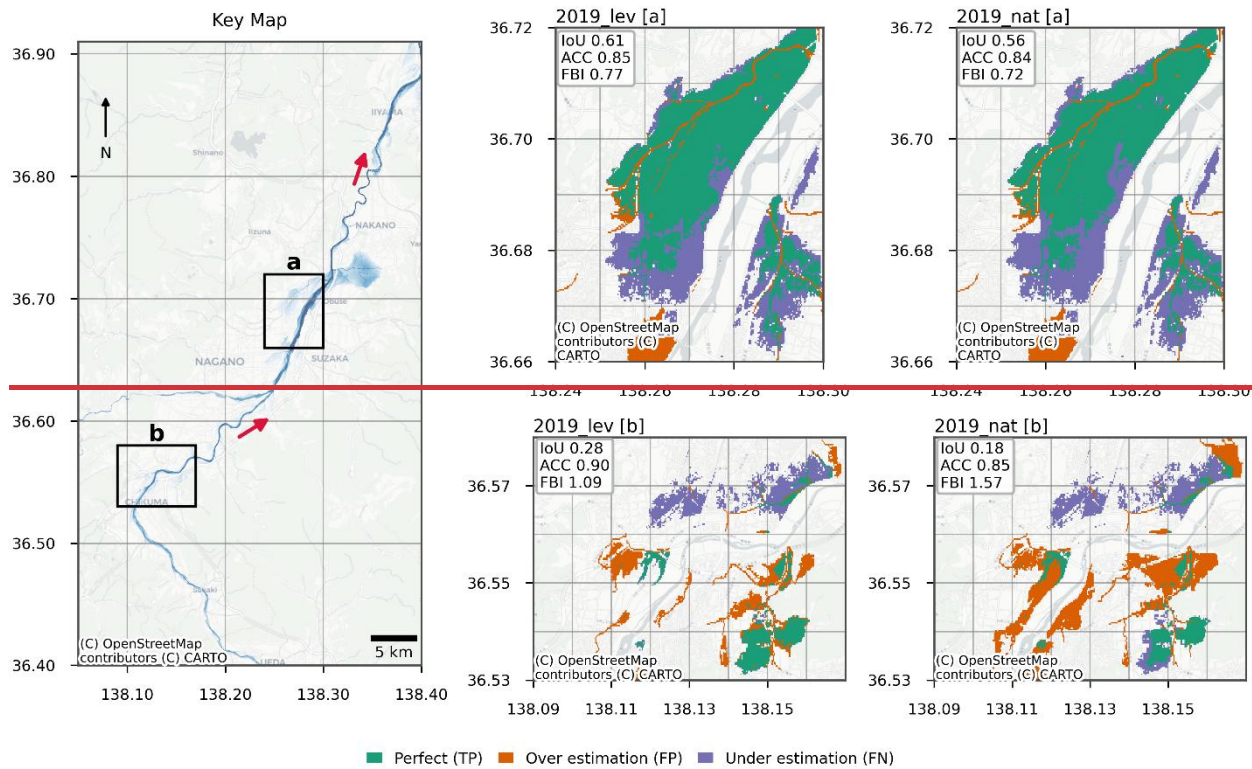 Key Map
36.90
36.80
36.70
36.60
36.50
36.40
N
IIYAMA
Shinano
Iizuna
NAKANO
a
Obuse
NAGANO
SUZAKA
b
CHIKUMA
Sakaki
UEDA
5 km
(C) OpenStreetMap
contributors (C) CARTO
138.10
138.20
138.30
138.40
2019_lev [a]
IoU 0.61
ACC 0.85
FBI 0.77
36.72
36.70
36.68
36.66
(C) OpenStreetMap
contributors (C)
CARTO
138.24
138.26
138.28
138.30
2019_nat [a]
IoU 0.56
ACC 0.84
FBI 0.72
36.72
36.70
36.68
36.66
(C) OpenStreetMap
contributors (C)
CARTO
138.24
138.26
138.28
138.30
2019_lev [b]
IoU 0.28
ACC 0.90
FBI 1.09
36.57
36.55
36.53
(C) OpenStreetMap
contributors (C) CARTO
138.09
138.11
138.13
138.15
2019_nat [b]
IoU 0.18
ACC 0.85
FBI 1.57
36.57
36.55
36.53
(C) OpenStreetMap
contributors (C) CARTO
138.09
138.11
138.13
138.15
Perfect (TP)
Over estimation (FP)
Under estimation (FN)